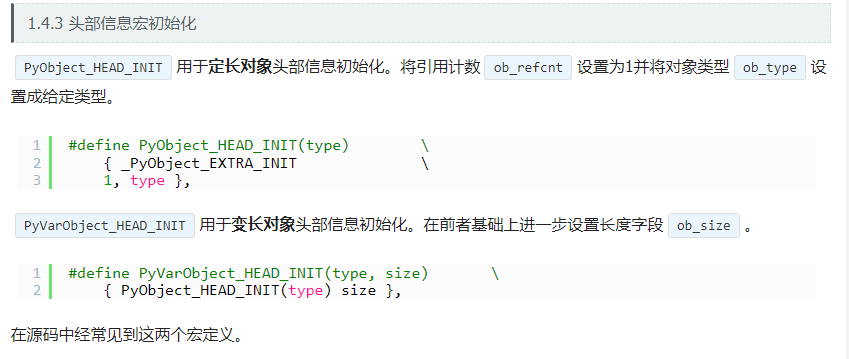 1.4.3 头部信息宏初始化
PyObject_HEAD_INIT 用于定长对象头部信息初始化。将引用计数 ob_refcnt 设置为1并将对象类型 ob_type 设
置成给定类型。
1 #define PyObject_HEAD_INIT(type) \
2 { _PyObject_EXTRA_INIT \
3 1, type },
PyVarObject_HEAD_INIT 用于变长对象头部信息初始化。在前者基础上进一步设置长度字段 ob_size 。
1 #define PyVarObject_HEAD_INIT(type, size) \
2 { PyObject_HEAD_INIT(type) size },
在源码中经常见到这两个宏定义。